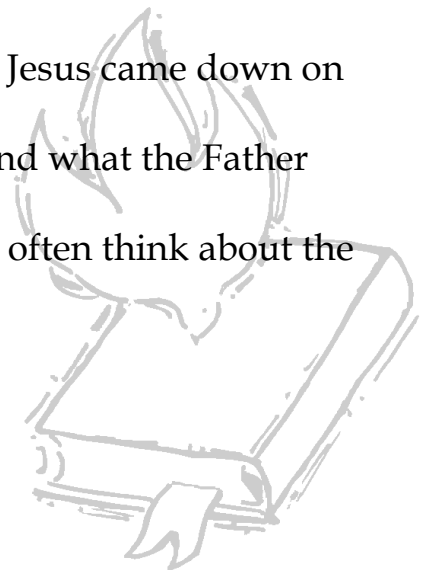 Jesus came down on
nd what the Father
often think about the